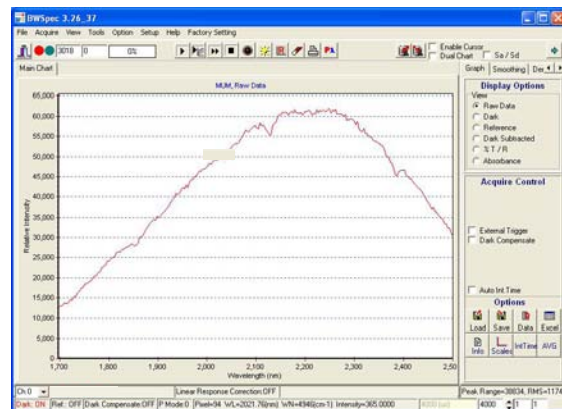 BWSpec 3.26_37
File Acquire View Tools Option Setup Help Factory Setting
3018 0 0% Enable Cursor
Dual Chart Sa / Sd
Main Chart Graph Smoothing
MUM, Raw Data
Display Options
View
Raw Data
Dark
Reference
Dark Subtracted
% T / R
Absorbance
Acquire Control
External Trigger
Dark Compensate
Auto Int.Time
Options
Load Save Data Excel
Info Scales IntTime AVG
Relative Intensity
65,000
60,000
55,000
50,000
45,000
40,000
35,000
30,000
25,000
20,000
15,000
10,000
5,000
0
1,700 1,800 1,900 2,000 2,100 2,200 2,300 2,400 2,500
Wavelength(nm)
Ch 0 Linear Response Correction:OFF Peak Range=38834, RMS=1174
Dark: ON Ref.: OFF Dark Compensate:OFF P.Mode:0 Pixel=94 WL=2021.76(nm) WN=4946(cm-1) Intensity=365.0000 4000 1 1